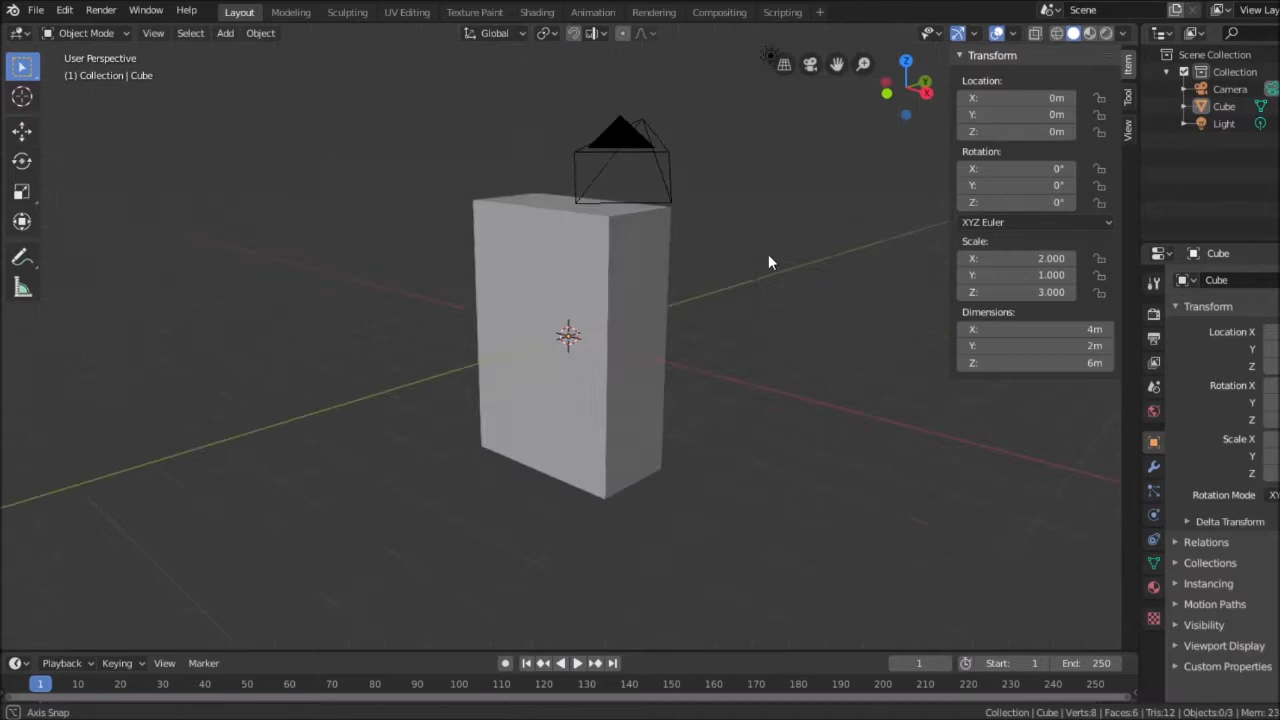 File Edit Render Window Help Layout Modeling Sculpting UV Editing Texture Paint Shading Animation Rendering Compositing Scripting + Scene View Lay
Object Mode View Select Add Object Global
User Perspective
(1) Collection | Cube
Transform
Location:
X: 0m
Y: 0m
Z: 0m
Rotation:
X: 0°
Y: 0°
Z: 0°
XYZ Euler
Scale:
X: 2.000
Y: 1.000
Z: 3.000
Dimensions:
X: 4m
Y: 2m
Z: 6m
Item
Tool
View
Z
Y
X
Scene Collection
Collection
Camera
Cube
Light
Cube
Cube
Transform
Location X
Y
Z
Rotation X
Y
Z
Scale X
Y
Z
Rotation Mode XY
Delta Transform
Relations
Collections
Instancing
Motion Paths
Visibility
Viewport Display
Custom Properties
Playback Keying View Marker 1 Start: 1 End: 250
1 10 20 30 40 50 60 70 80 90 100 110 120 130 140 150 160 170 180 190 200 210 220 230 240 250
Axis Snap Collection | Cube | Verts:8 | Faces:6 | Tris:12 | Objects:0/3 | Mem: 23